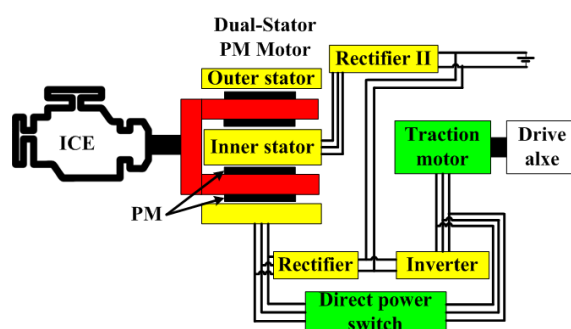 Dual-Stator
PM Motor
Outer stator
Rectifier II
ICE
Inner stator
Traction
motor
Drive
alxe
PM
Rectifier
Inverter
Direct power
switch